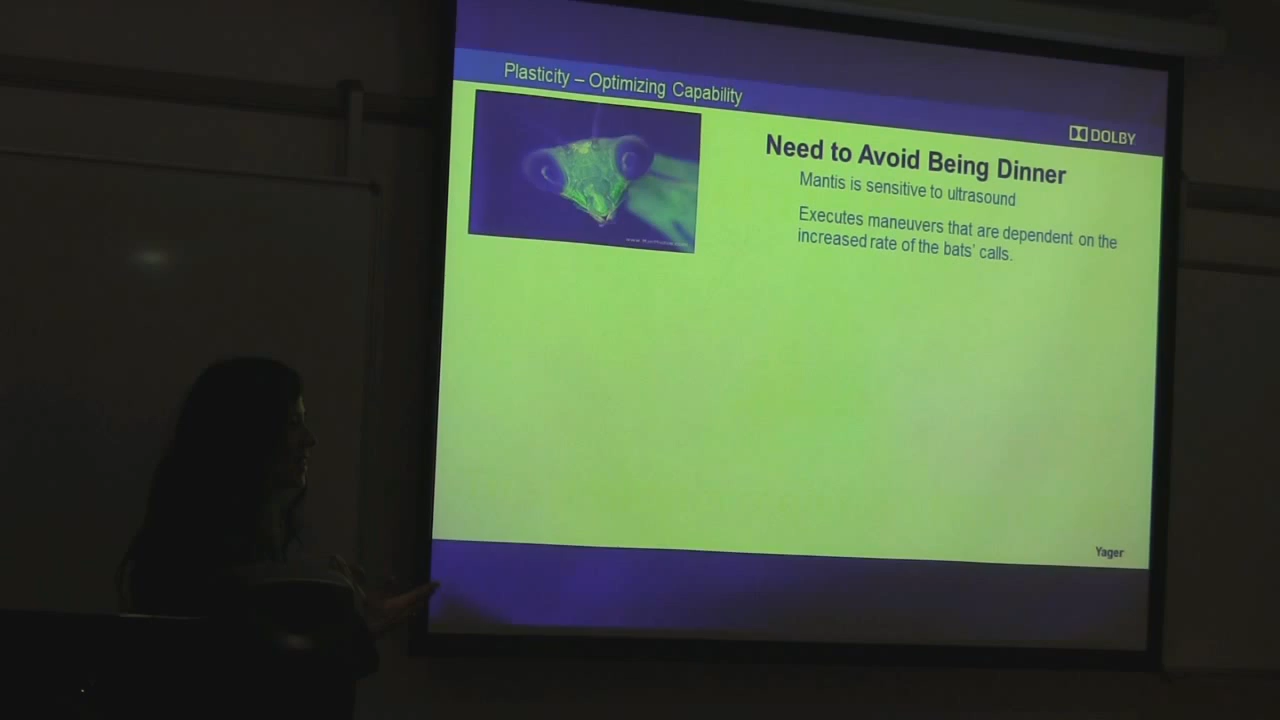 Plasticity – Optimizing Capability
DOLBY
Need to Avoid Being Dinner
Mantis is sensitive to ultrasound
Executes maneuvers that are dependent on the
increased rate of the bats' calls.
Yager